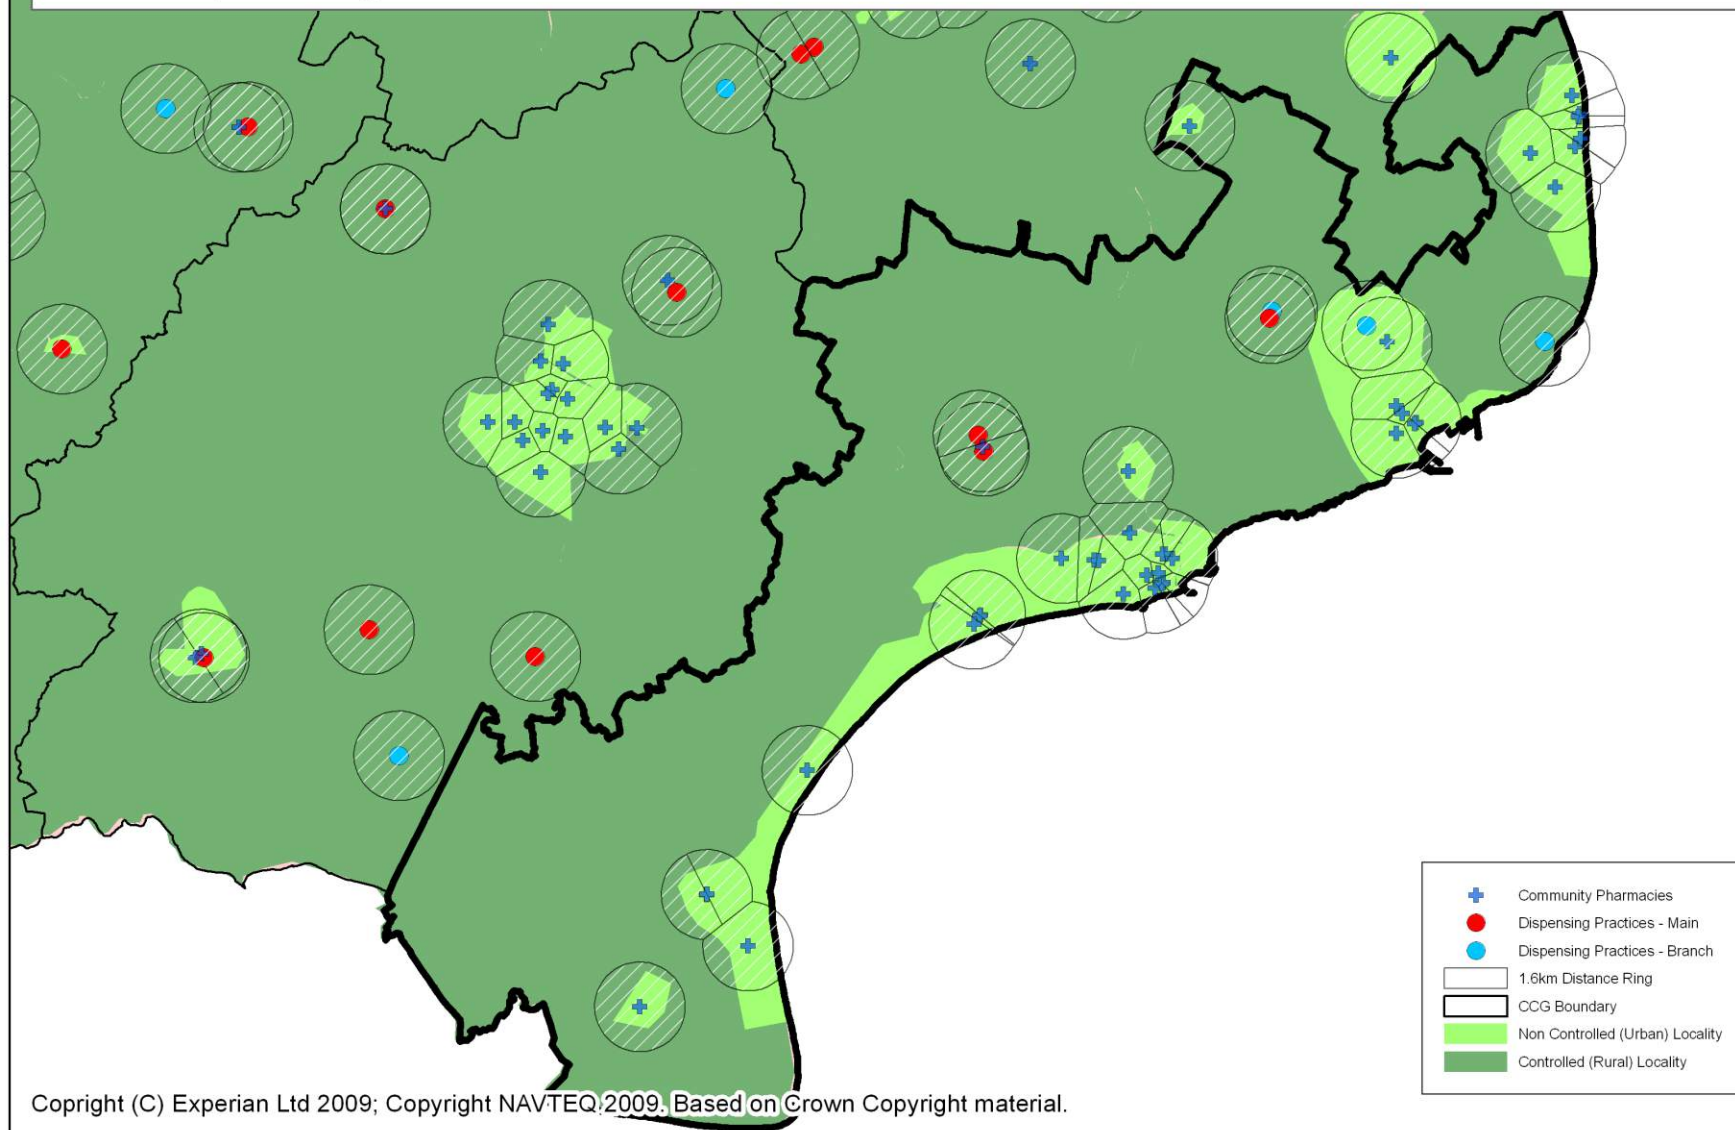 Community Pharmacies
Dispensing Practices - Main
Dispensing Practices - Branch
1.6km Distance Ring
CCG Boundary
Non Controlled (Urban) Locality
Controlled (Rural) Locality
Copright (C) Experian Ltd 2009; Copyright NAVTEQ 2009. Based on Crown Copyright material.